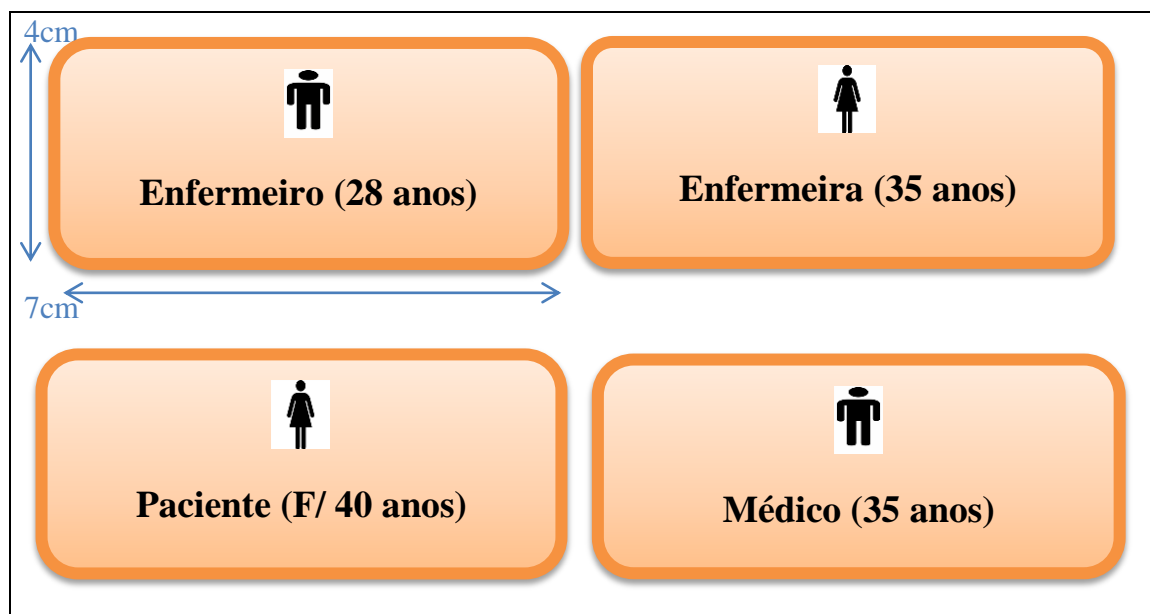 4cm
Enfermeiro (28 anos)
Enfermeira (35 anos)
7cm
Paciente (F/ 40 anos)
Médico (35 anos)